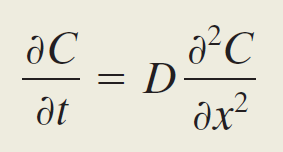 ∂C/∂t = D ∂²C/∂x²